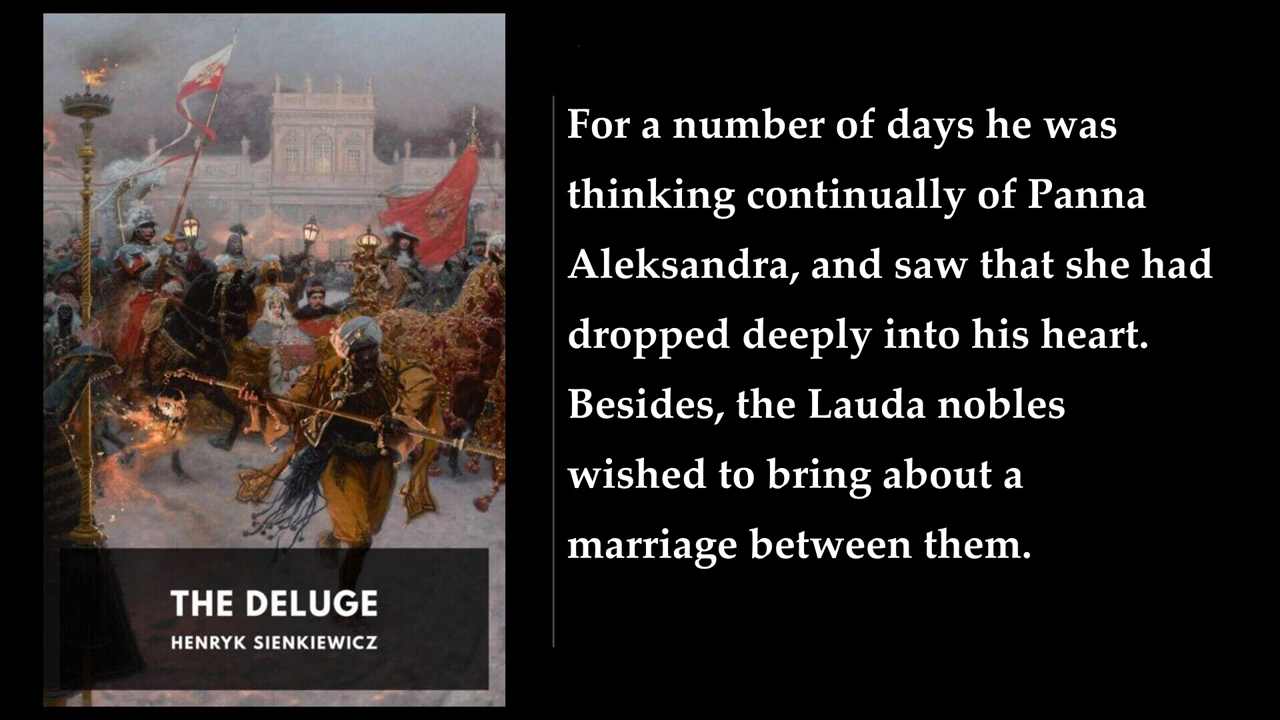 THE DELUGE
HENRYK SIENKIEWICZ
For a number of days he was
thinking continually of Panna
Aleksandra, and saw that she had
dropped deeply into his heart.
Besides, the Lauda nobles
wished to bring about a
marriage between them.